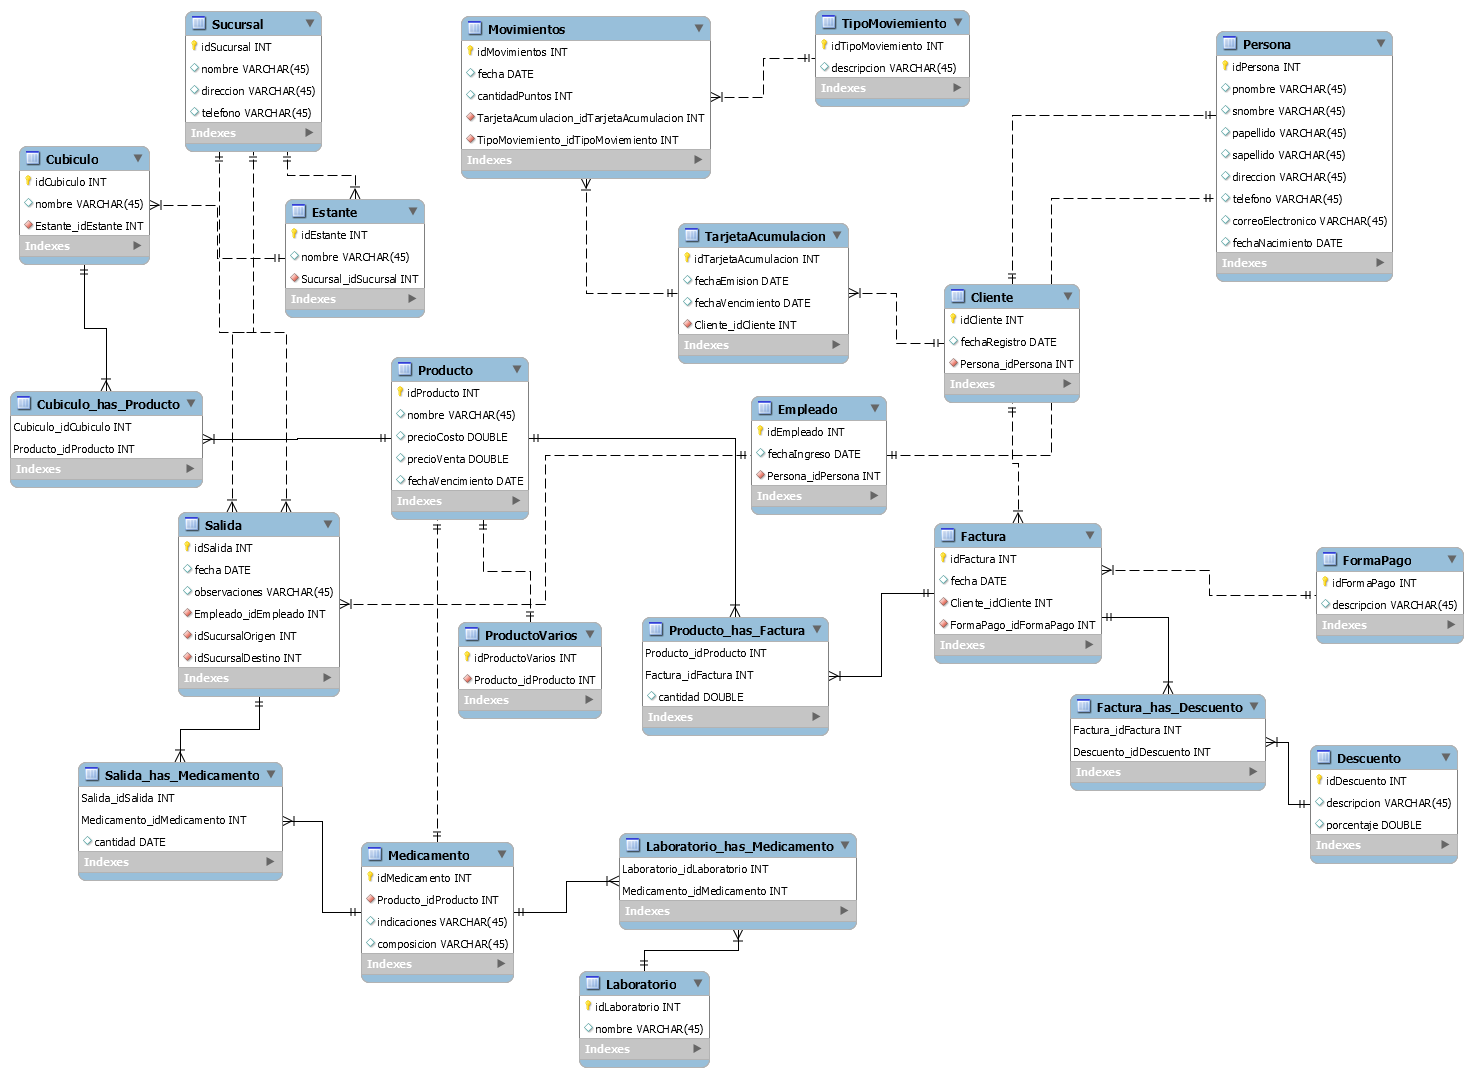 Sucursal
idSucursal INT
nombre VARCHAR(45)
direccion VARCHAR(45)
telefono VARCHAR(45)
Indexes
Movimientos
idMovimientos INT
fecha DATE
cantidadPuntos INT
TarjetaAcumulacion_idTarjetaAcumulacion INT
TipoMoviemiento_idTipoMoviemiento INT
Indexes
TipoMoviemiento
idTipoMoviemiento INT
descripcion VARCHAR(45)
Indexes
Persona
idPersona INT
pnombre VARCHAR(45)
snombre VARCHAR(45)
papellido VARCHAR(45)
sapellido VARCHAR(45)
direccion VARCHAR(45)
telefono VARCHAR(45)
correoElectronico VARCHAR(45)
fechaNacimiento DATE
Indexes
Cubiculo
idCubiculo INT
nombre VARCHAR(45)
Estante_idEstante INT
Indexes
Estante
idEstante INT
nombre VARCHAR(45)
Sucursal_idSucursal INT
Indexes
TarjetaAcumulacion
idTarjetaAcumulacion INT
fechaEmision DATE
fechaVencimiento DATE
Cliente_idCliente INT
Indexes
Cliente
idCliente INT
fechaRegistro DATE
Persona_idPersona INT
Indexes
Cubiculo_has_Producto
Cubiculo_idCubiculo INT
Producto_idProducto INT
Indexes
Producto
idProducto INT
nombre VARCHAR(45)
precioCosto DOUBLE
precioVenta DOUBLE
fechaVencimiento DATE
Indexes
Empleado
idEmpleado INT
fechaIngreso DATE
Persona_idPersona INT
Indexes
Salida
idSalida INT
fecha DATE
observaciones VARCHAR(45)
Empleado_idEmpleado INT
idSucursalOrigen INT
idSucursalDestino INT
Indexes
ProductoVarios
idProductoVarios INT
Producto_idProducto INT
Indexes
Producto_has_Factura
Producto_idProducto INT
Factura_idFactura INT
cantidad DOUBLE
Indexes
Factura
idFactura INT
fecha DATE
Cliente_idCliente INT
FormaPago_idFormaPago INT
Indexes
FormaPago
idFormaPago INT
descripcion VARCHAR(45)
Indexes
Factura_has_Descuento
Factura_idFactura INT
Descuento_idDescuento INT
Indexes
Descuento
idDescuento INT
descripcion VARCHAR(45)
porcentaje DOUBLE
Indexes
Salida_has_Medicamento
Salida_idSalida INT
Medicamento_idMedicamento INT
cantidad DATE
Indexes
Medicamento
idMedicamento INT
Producto_idProducto INT
indicaciones VARCHAR(45)
composicion VARCHAR(45)
Indexes
Laboratorio_has_Medicamento
Laboratorio_idLaboratorio INT
Medicamento_idMedicamento INT
Indexes
Laboratorio
idLaboratorio INT
nombre VARCHAR(45)
Indexes